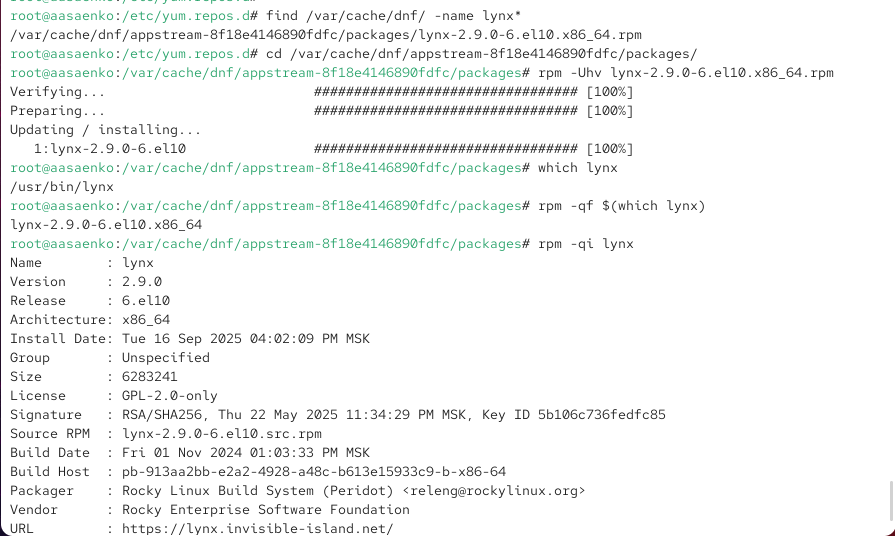 root@aasaenko:/etc/yum.repos.d# find /var/cache/dnf/ -name lynx*
/var/cache/dnf/appstream-8f18e4146890fdfc/packages/lynx-2.9.0-6.el10.x86_64.rpm
root@aasaenko:/etc/yum.repos.d# cd /var/cache/dnf/appstream-8f18e4146890fdfc/packages/
root@aasaenko:/var/cache/dnf/appstream-8f18e4146890fdfc/packages# rpm -Uhv lynx-2.9.0-6.el10.x86_64.rpm
Verifying...                          ################################# [100%]
Preparing...                          ################################# [100%]
Updating / installing...
   1:lynx-2.9.0-6.el10                ################################# [100%]
root@aasaenko:/var/cache/dnf/appstream-8f18e4146890fdfc/packages# which lynx
/usr/bin/lynx
root@aasaenko:/var/cache/dnf/appstream-8f18e4146890fdfc/packages# rpm -qf $(which lynx)
lynx-2.9.0-6.el10.x86_64
root@aasaenko:/var/cache/dnf/appstream-8f18e4146890fdfc/packages# rpm -qi lynx
Name        : lynx
Version     : 2.9.0
Release     : 6.el10
Architecture: x86_64
Install Date: Tue 16 Sep 2025 04:02:09 PM MSK
Group       : Unspecified
Size        : 6283241
License     : GPL-2.0-only
Signature   : RSA/SHA256, Thu 22 May 2025 11:34:29 PM MSK, Key ID 5b106c736fedfc85
Source RPM  : lynx-2.9.0-6.el10.src.rpm
Build Date  : Fri 01 Nov 2024 01:03:33 PM MSK
Build Host  : pb-913aa2bb-e2a2-4928-a48c-b613e15933c9-b-x86-64
Packager    : Rocky Linux Build System (Peridot) <releng@rockylinux.org>
Vendor      : Rocky Enterprise Software Foundation
URL         : https://lynx.invisible-island.net/